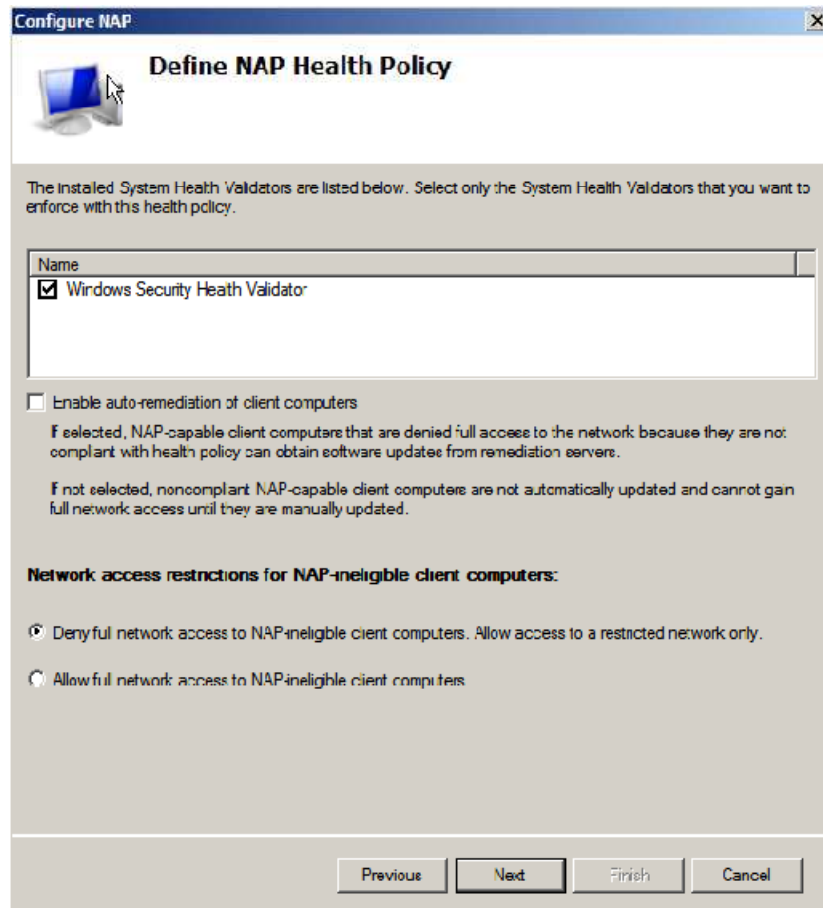 Configure NAP
Define NAP Health Policy
The installed System Health Validators are listed below. Select only the System Health Validators that you want to
enforce with this health policy.
Name
Windows Security Health Validator
Enable auto-remediation of client computers
If selected, NAP-capable client computers that are denied full access to the network because they are not
compliant with health policy can obtain software updates from remediation servers.
If not selected, noncompliant NAP-capable client computers are not automatically updated and cannot gain
full network access until they are manually updated.
Network access restrictions for NAP-ineligible client computers:
Deny full network access to NAP-ineligible client computers. Allow access to a restricted network only.
Allow full network access to NAP-ineligible client computers
Previous Next Finish Cancel